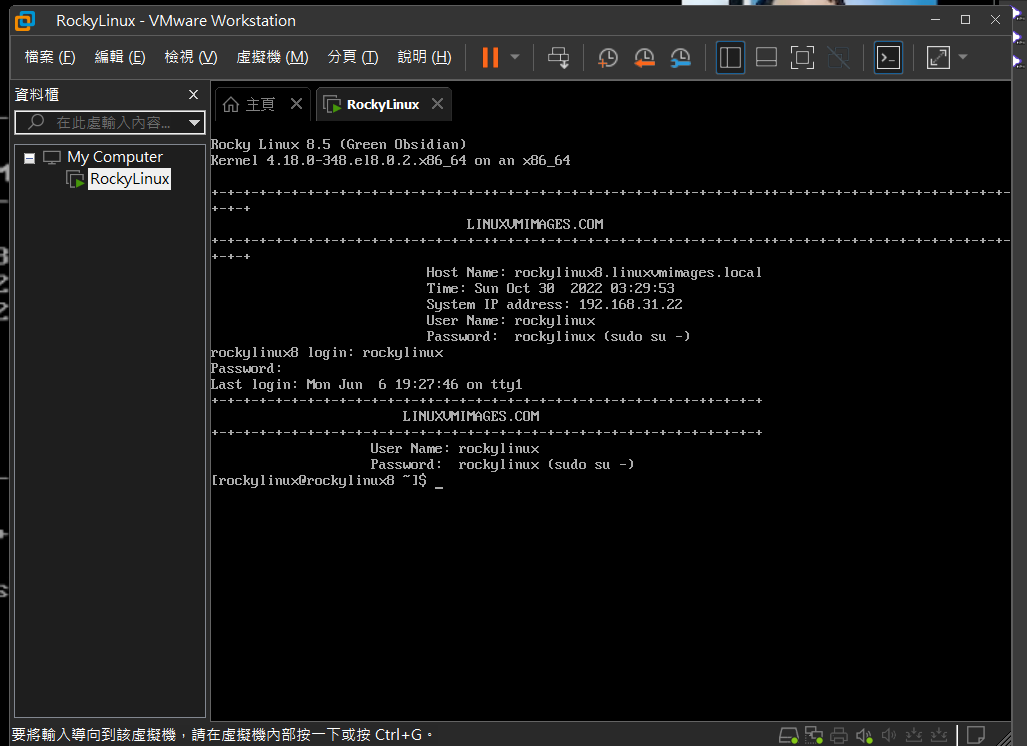 RockyLinux - VMware Workstation
檔案 (F) 編輯 (E) 檢視 (V) 虛擬機 (M) 分頁 (T) 說明 (H)
資料櫃
主頁 RockyLinux
在此處輸入內容...
My Computer
RockyLinux
Rocky Linux 8.5 (Green Obsidian)
Kernel 4.18.0-348.el8.0.2.x86_64 on an x86_64
+-+-+-+-+-+-+-+-+-+-+-+-+-+-+-+-+-+-+-+-+-+-+-+-+-+-+-+-+-+-+-+-+-+-+-+-+-+-+-+-+-+-+-+-+-+-+-+-+-+-
+-+-+
LINUXVMIMAGES.COM
+-+-+-+-+-+-+-+-+-+-+-+-+-+-+-+-+-+-+-+-+-+-+-+-+-+-+-+-+-+-+-+-+-+-+-+-+-+-+-+-+-+-+-+-+-+-+-+-+-+-
+-+-+
Host Name: rockylinux8.linuxvmimages.local
Time: Sun Oct 30  2022 03:29:53
System IP address: 192.168.31.22
User Name: rockylinux
Password:  rockylinux (sudo su -)
rockylinux8 login: rockylinux
Password:
Last login: Mon Jun  6 19:27:46 on tty1
+-+-+-+-+-+-+-+-+-+-+-+-+-+-+-+-+-+-+-+-+-+-+-+-+-+-+-+-+-+-+-+-+-+-+
LINUXVMIMAGES.COM
+-+-+-+-+-+-+-+-+-+-+-+-+-+-+-+-+-+-+-+-+-+-+-+-+-+-+-+-+-+-+-+-+-+-+
User Name: rockylinux
Password:  rockylinux (sudo su -)
[rockylinux@rockylinux8 ~]$ _
要將輸入導向到該虛擬機，請在虛擬機內部按一下或按 Ctrl+G。